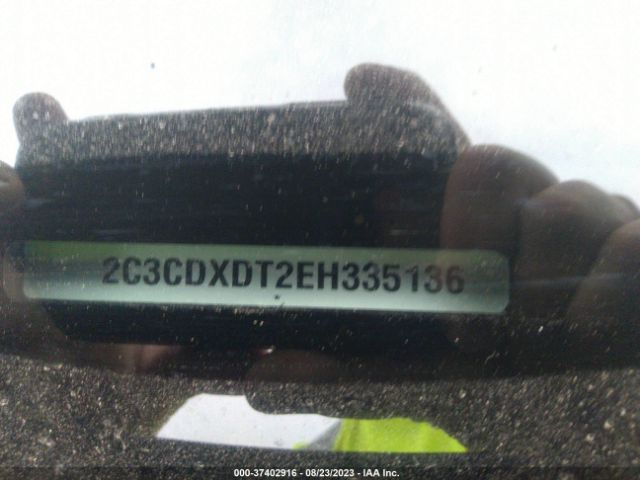 2C3CDXDT2EH335136
000-37402916 - 08/23/2023 - IAA Inc.